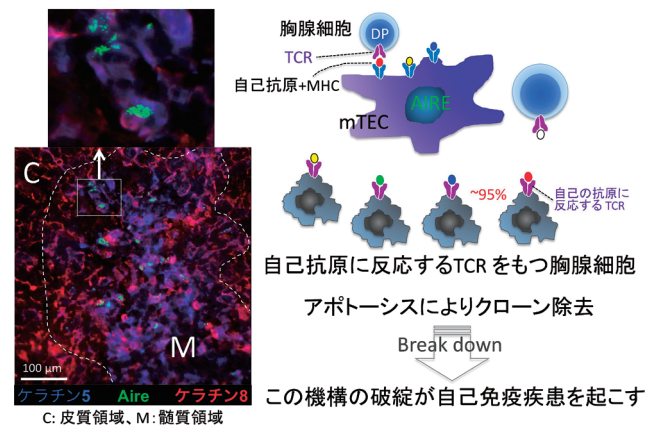 C
M
100 μm
ケラチン5 Aire ケラチン8
C: 皮質領域、M: 髄質領域
胸腺細胞
DP
TCR
自己抗原+MHC
AIRE
mTEC
~95%
自己の抗原に
反応するTCR
自己抗原に反応するTCRをもつ胸腺細胞
アポトーシスによりクローン除去
Break down
この機構の破綻が自己免疫疾患を起こす